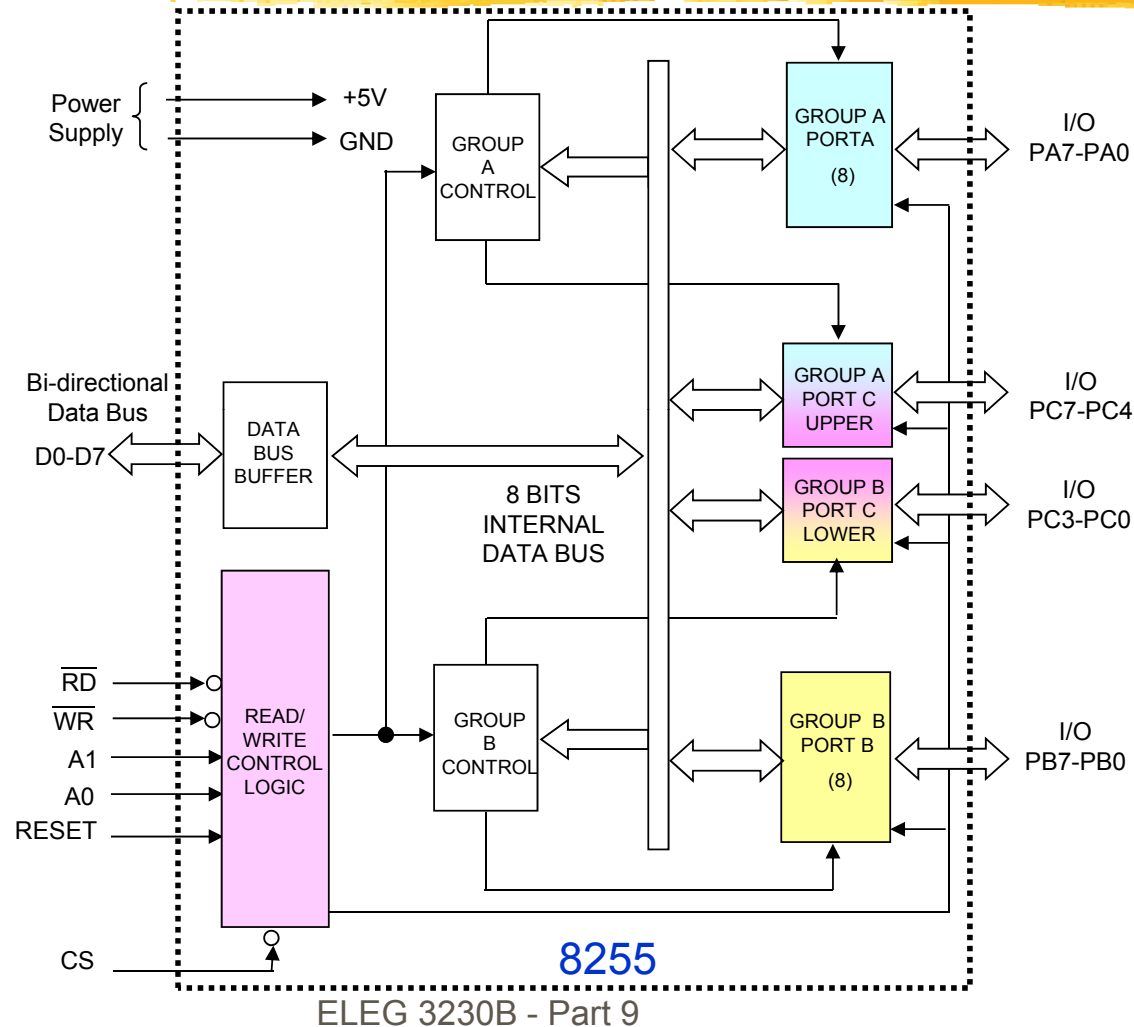 Power
Supply
+5V
GND
GROUP
A
CONTROL
GROUP A
PORTA
(8)
I/O
PA7-PA0
Bi-directional
Data Bus
D0-D7
DATA
BUS
BUFFER
8 BITS
INTERNAL
DATA BUS
GROUP A
PORT C
UPPER
I/O
PC7-PC4
GROUP B
PORT C
LOWER
I/O
PC3-PC0
R̅D̅
W̅R̅
A1
A0
RESET
CS
READ/
WRITE
CONTROL
LOGIC
GROUP
B
CONTROL
GROUP B
PORT B
(8)
I/O
PB7-PB0
8255
ELEG 3230B - Part 9